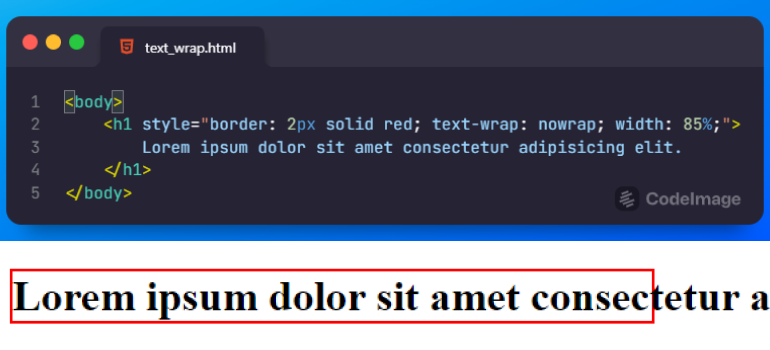 text_wrap.html
1 <body>
2 <h1 style="border: 2px solid red; text-wrap: nowrap; width: 85%;">
3 Lorem ipsum dolor sit amet consectetur adipisicing elit.
4 </h1>
5 </body>
CodeImage
Lorem ipsum dolor sit amet consectetur a